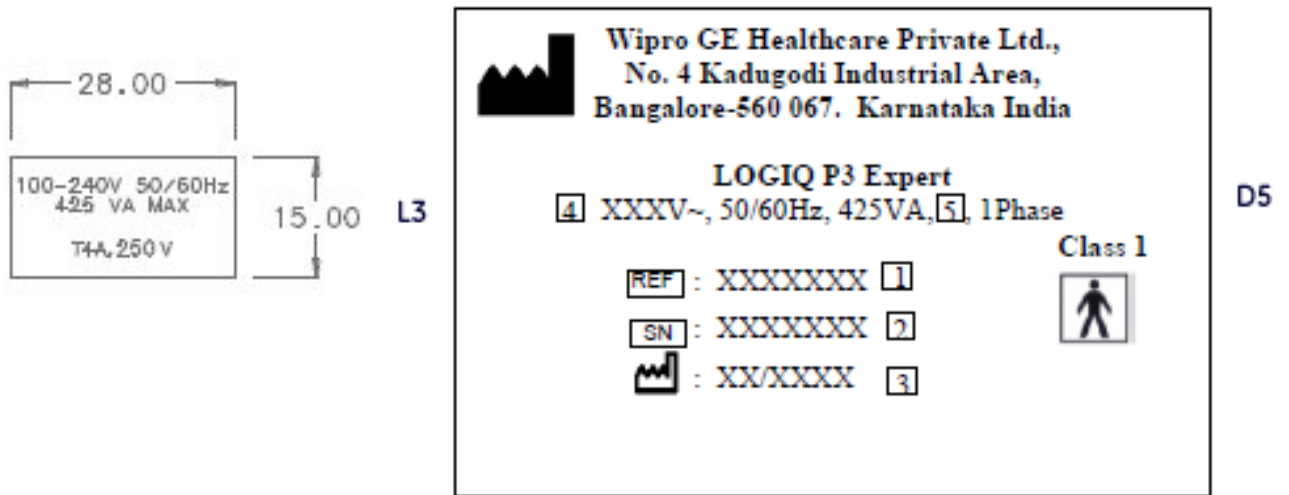 28.00
100-240V 50/60Hz
425 VA MAX
T4A, 250 V
15.00
L3
Wipro GE Healthcare Private Ltd.,
No. 4 Kadugodi Industrial Area,
Bangalore-560 067. Karnataka India
LOGIQ P3 Expert
4 XXXV~, 50/60Hz, 425VA, 5, 1Phase
Class 1
REF : XXXXXXX 1
SN : XXXXXXX 2
: XX/XXXX 3
D5